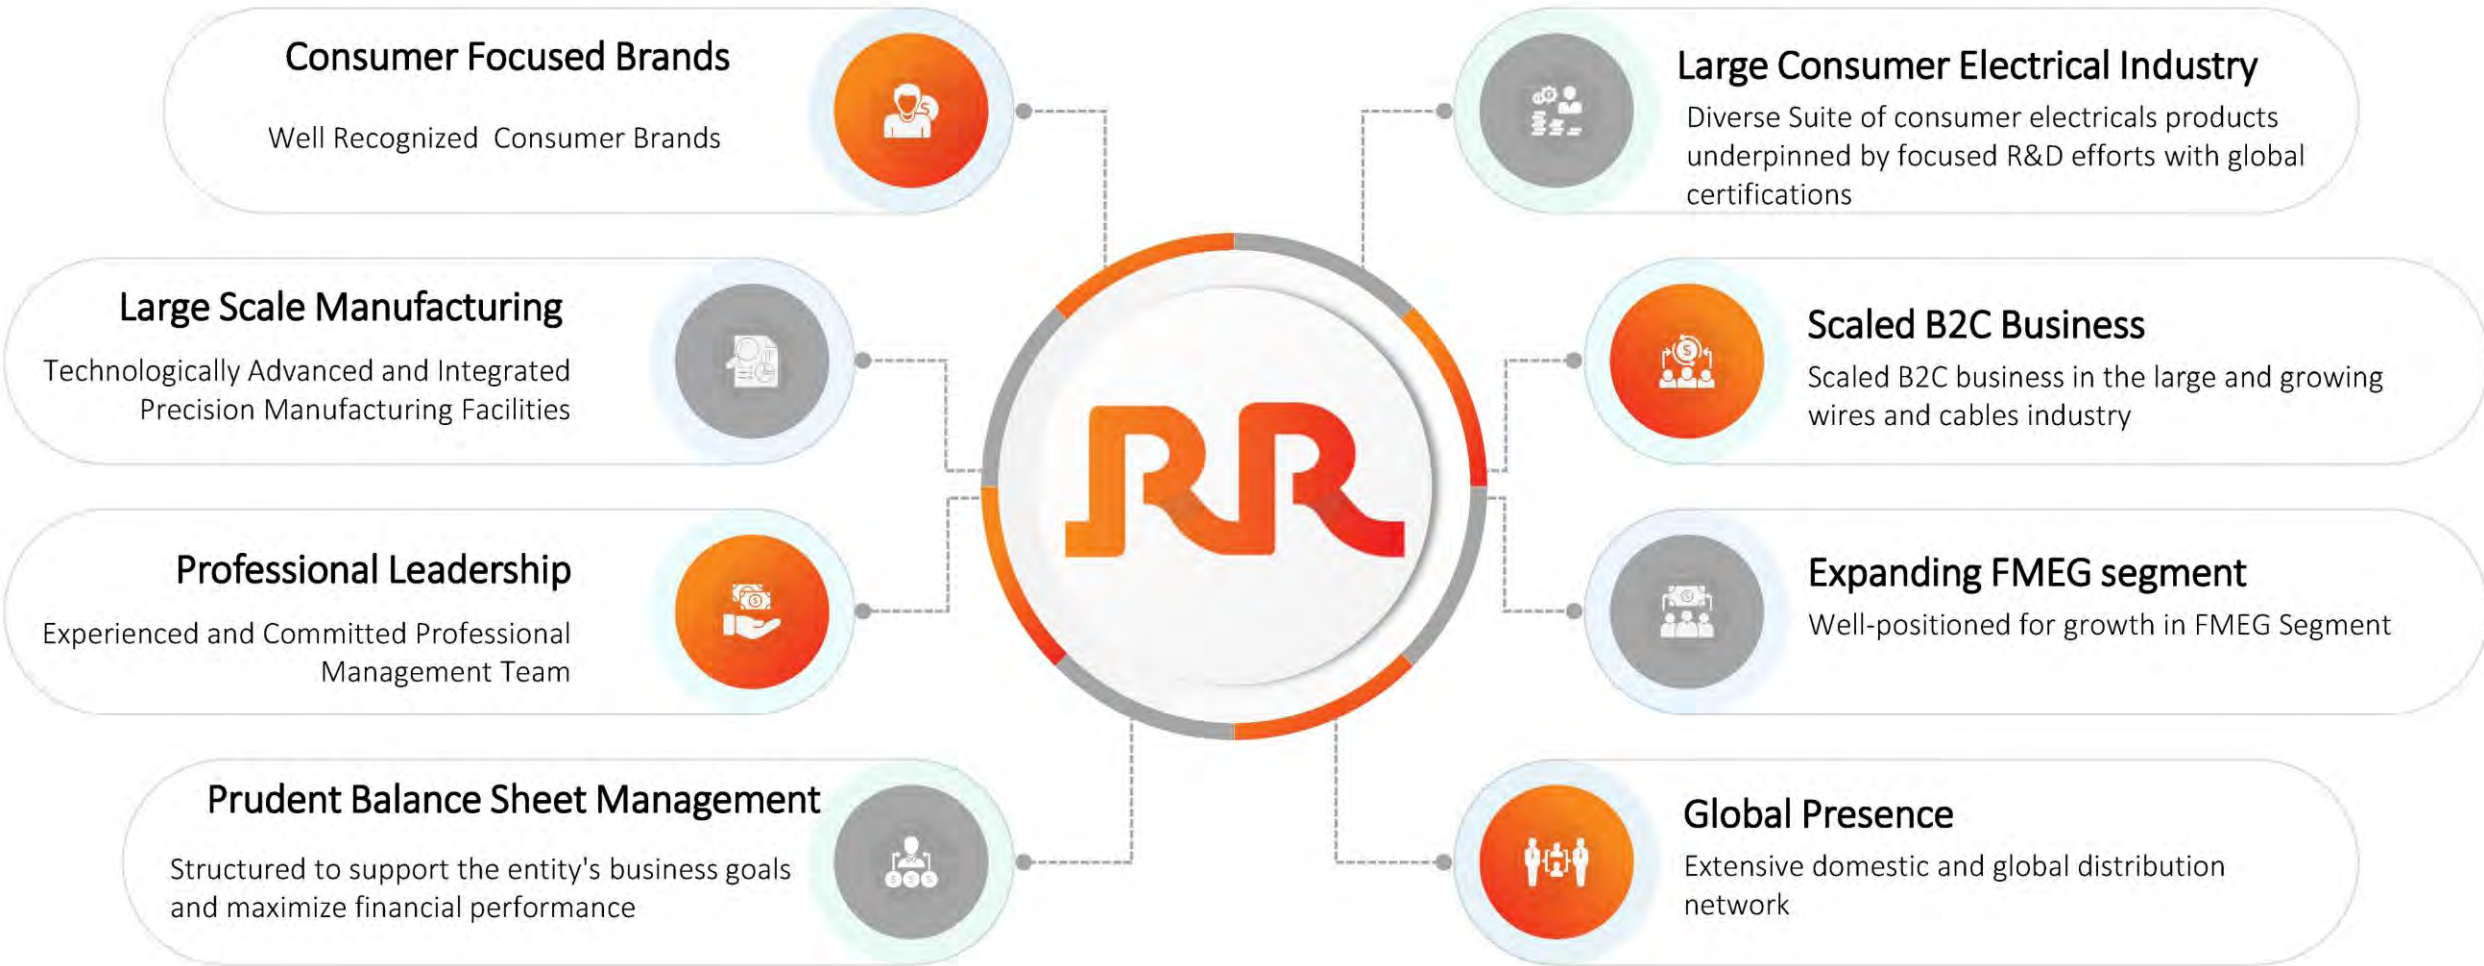 Consumer Focused Brands
Well Recognized Consumer Brands
Large Scale Manufacturing
Technologically Advanced and Integrated
Precision Manufacturing Facilities
Professional Leadership
Experienced and Committed Professional
Management Team
Prudent Balance Sheet Management
Structured to support the entity's business goals
and maximize financial performance
RR
Large Consumer Electrical Industry
Diverse Suite of consumer electricals products
underpinned by focused R&D efforts with global
certifications
Scaled B2C Business
Scaled B2C business in the large and growing
wires and cables industry
Expanding FMEG segment
Well-positioned for growth in FMEG Segment
Global Presence
Extensive domestic and global distribution
network